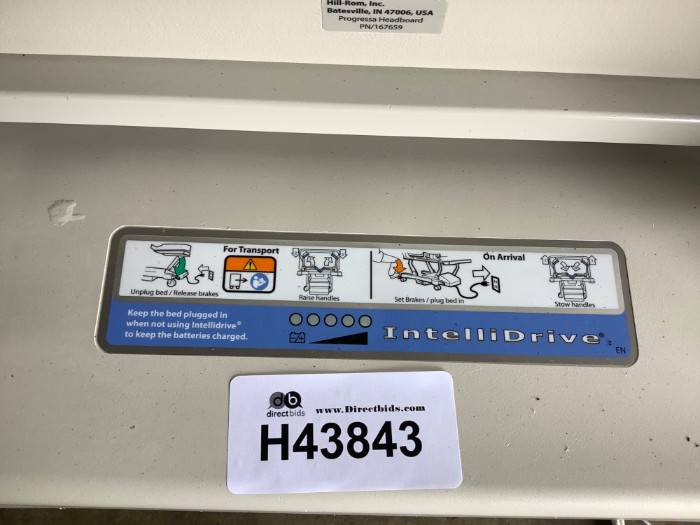 Hill-Rom, Inc.
Batesville, IN 47006, USA
Progressa Headboard
PN/167659
For Transport
On Arrival
Unplug bed / Release brakes
Raise handles
Set Brakes / plug bed in
Stow handles
Keep the bed plugged in
when not using Intellidrive®
to keep the batteries charged.
IntelliDrive®
EN
db
directbids
www.Directbids.com
H43843